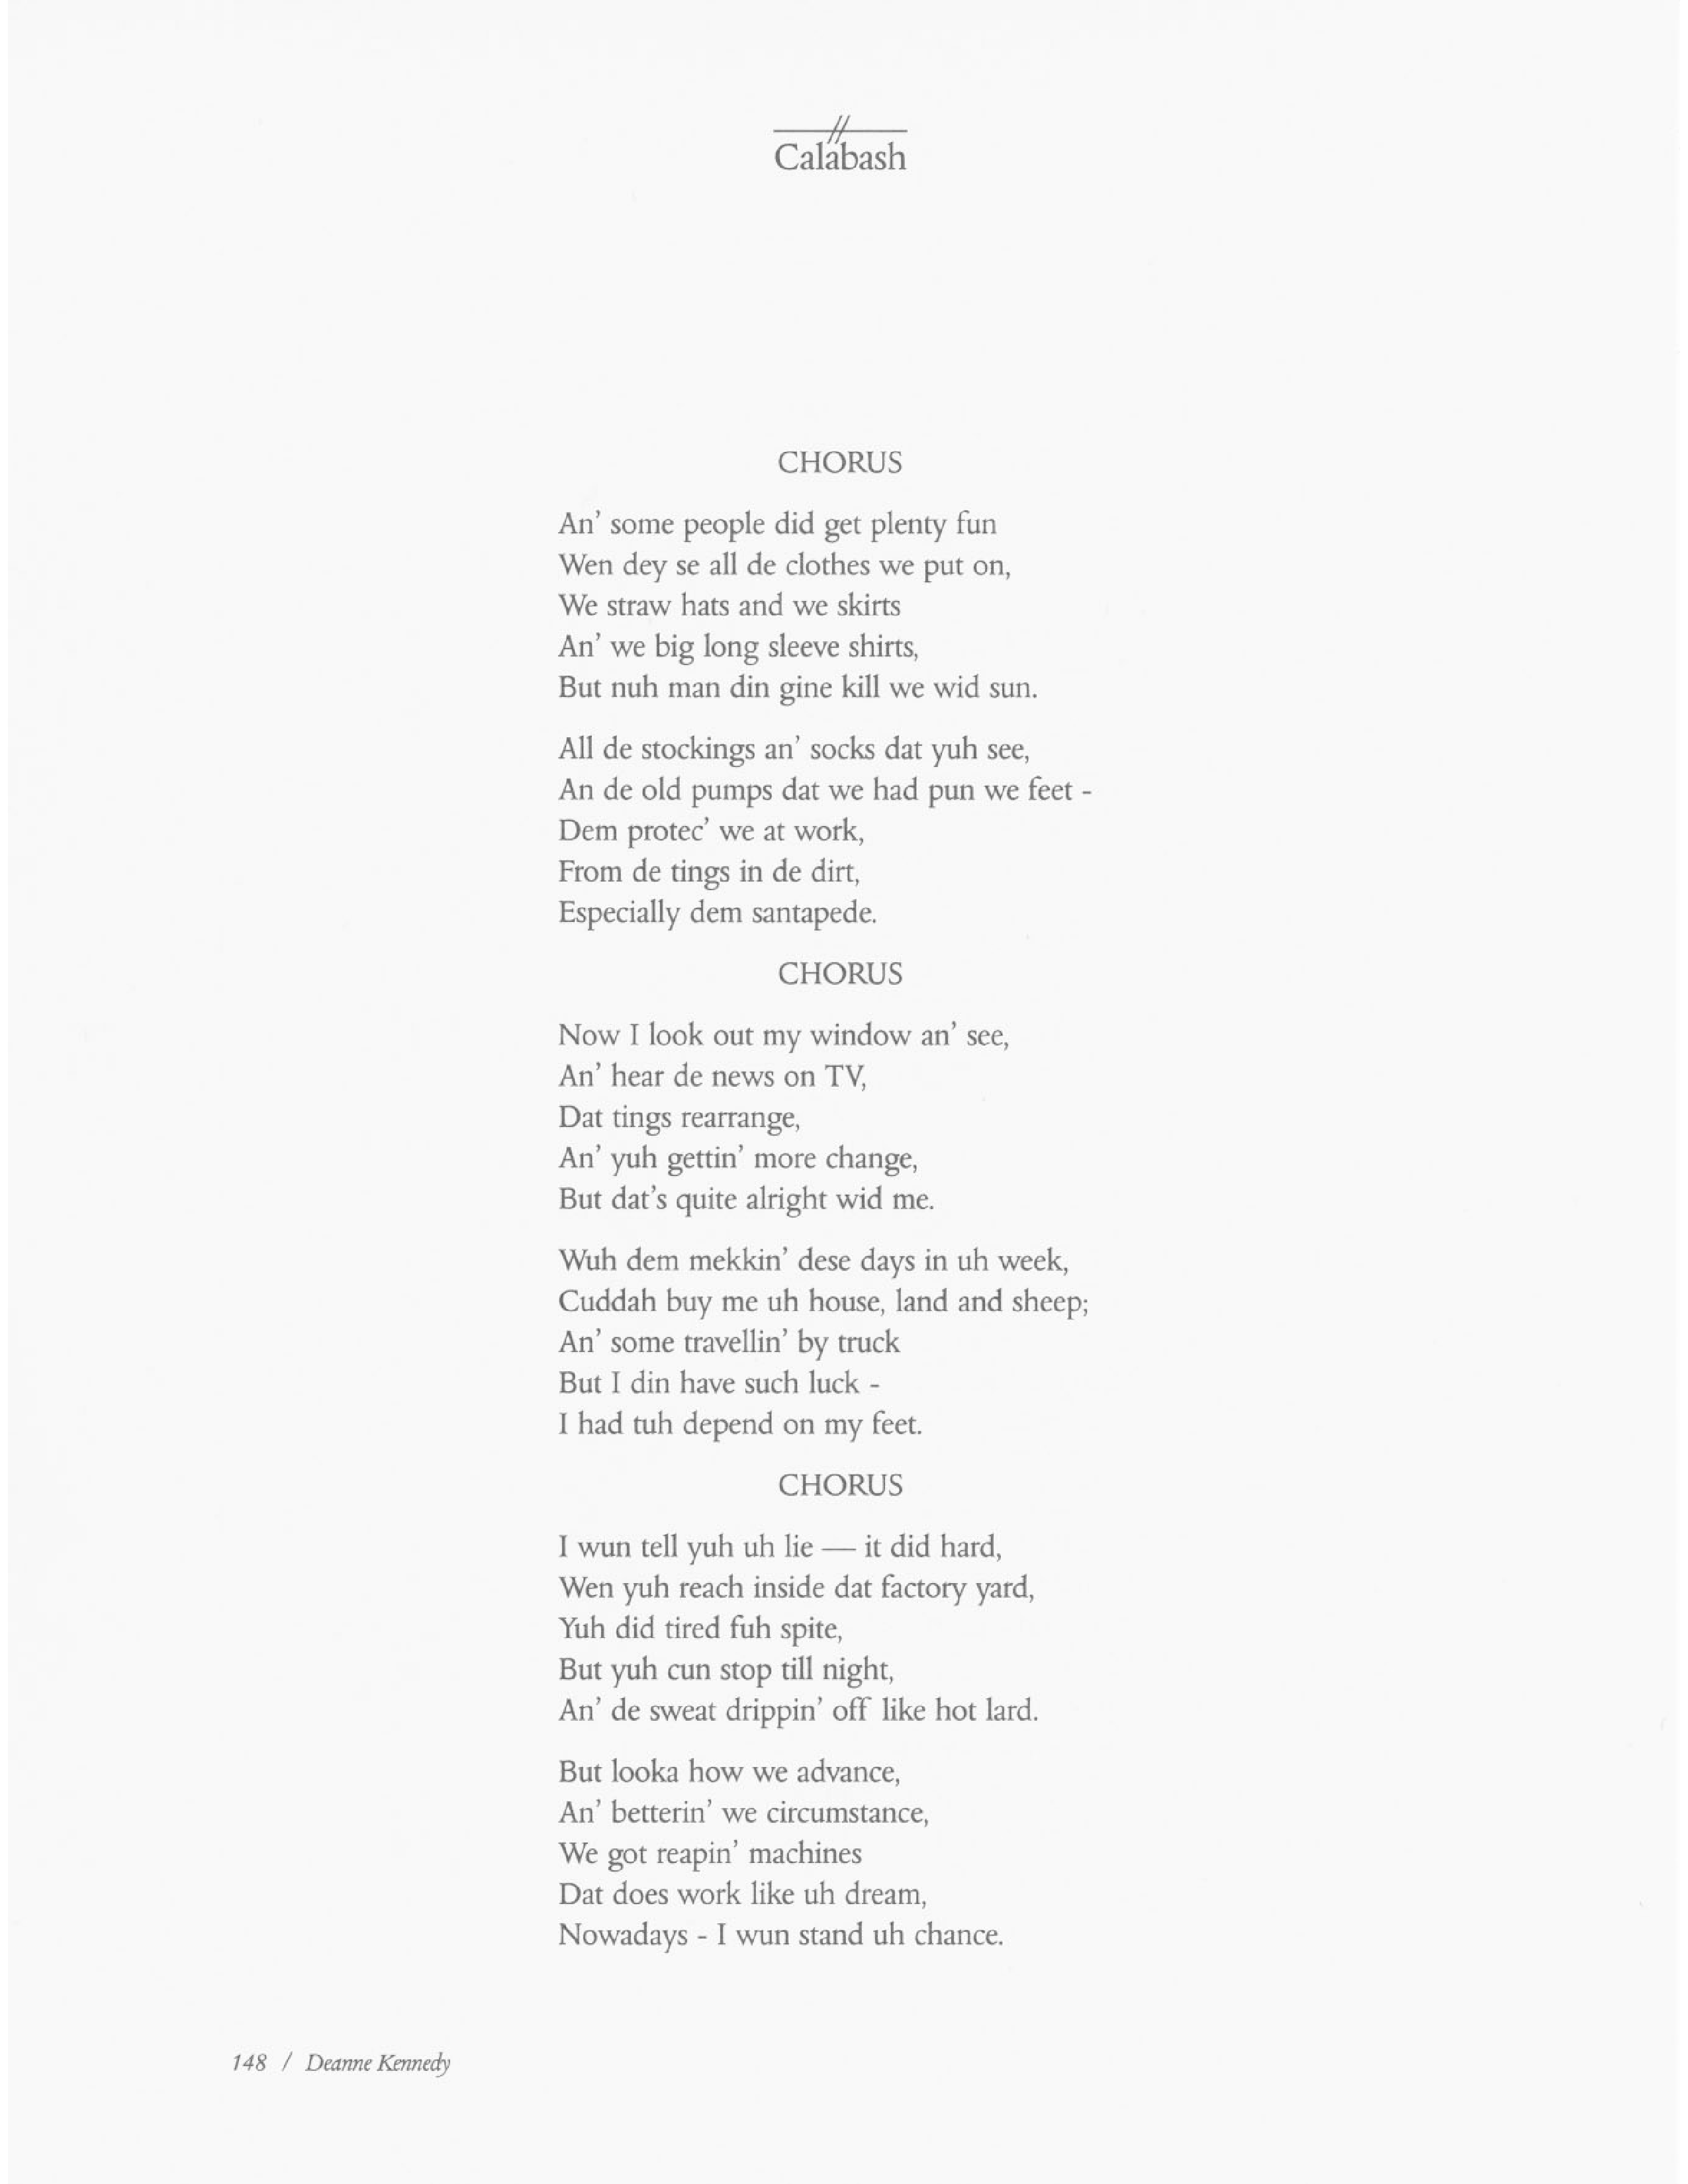 Calabash
CHORUS
An' some people did get plenty fun
Wen dey se all de clothes we put on,
We straw hats and we skirts
An' we big long sleeve shirts,
But nuh man din gine kill we wid sun.
All de stockings an' socks dat yuh see,
An de old pumps dat we had pun we feet -
Dem protec' we at work,
From de tings in de dirt,
Especially dem santapede.
CHORUS
Now I look out my window an' see,
An' hear de news on TV,
Dat tings rearrange,
An' yuh gettin' more change,
But dat's quite alright wid me.
Wuh dem mekkin' dese days in uh week,
Cuddah buy me uh house, land and sheep;
An' some travellin' by truck
But I din have such luck -
I had tuh depend on my feet.
CHORUS
I wun tell yuh uh lie — it did hard,
Wen yuh reach inside dat factory yard,
Yuh did tired fuh spite,
But yuh cun stop till night,
An' de sweat drippin' off like hot lard.
But looka how we advance,
An' betterin' we circumstance,
We got reapin' machines
Dat does work like uh dream,
Nowadays - I wun stand uh chance.
148 / Deanne Kennedy